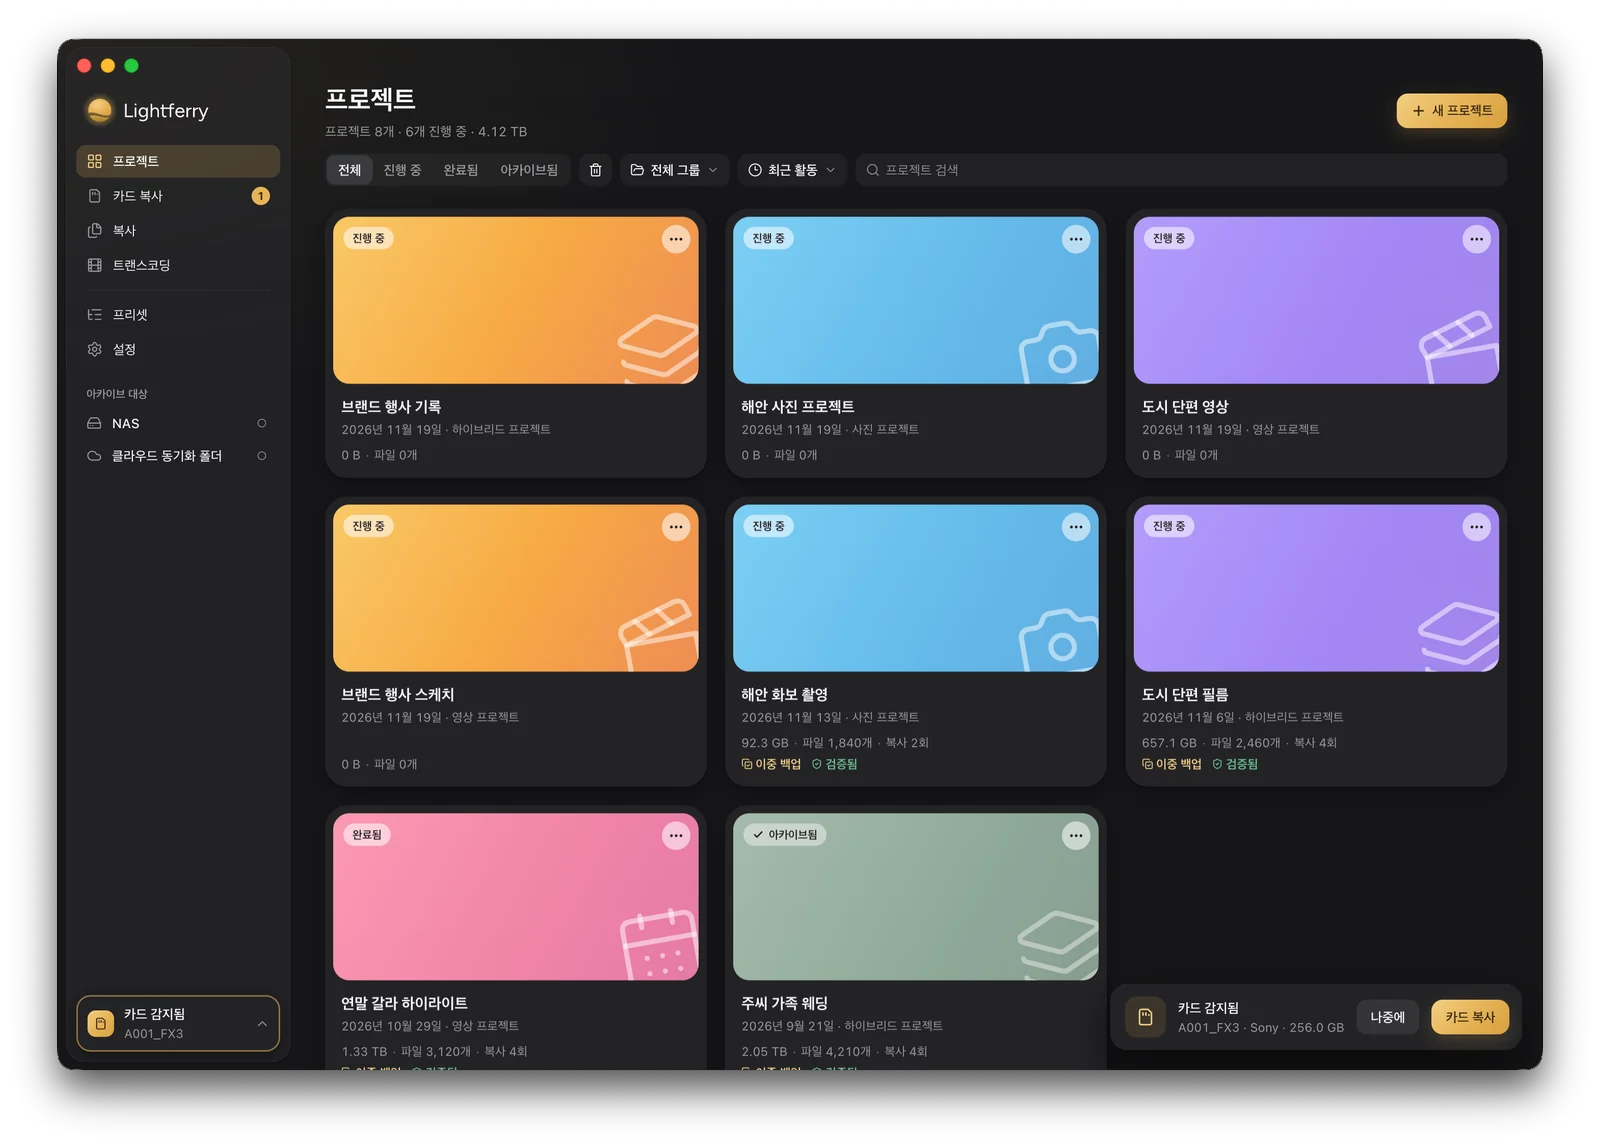 Lightferry
프로젝트
카드 복사
1
복사
트랜스코딩
프리셋
설정
아카이브 대상
NAS
클라우드 동기화 폴더
카드 감지됨
A001_FX3
프로젝트
프로젝트 8개 · 6개 진행 중 · 4.12 TB
새 프로젝트
전체
진행 중
완료됨
아카이브됨
전체 그룹
최근 활동
프로젝트 검색
진행 중
브랜드 행사 기록
2026년 11월 19일 · 하이브리드 프로젝트
0 B · 파일 0개
진행 중
해안 사진 프로젝트
2026년 11월 19일 · 사진 프로젝트
0 B · 파일 0개
진행 중
도시 단편 영상
2026년 11월 19일 · 영상 프로젝트
0 B · 파일 0개
진행 중
브랜드 행사 스케치
2026년 11월 19일 · 영상 프로젝트
0 B · 파일 0개
진행 중
해안 화보 촬영
2026년 11월 13일 · 사진 프로젝트
92.3 GB · 파일 1,840개 · 복사 2회
이중 백업 검증됨
진행 중
도시 단편 필름
2026년 11월 6일 · 하이브리드 프로젝트
657.1 GB · 파일 2,460개 · 복사 4회
이중 백업 검증됨
완료됨
연말 갈라 하이라이트
2026년 10월 29일 · 영상 프로젝트
1.33 TB · 파일 3,120개 · 복사 4회
이중 백업 검증됨
아카이브됨
주씨 가족 웨딩
2026년 9월 21일 · 하이브리드 프로젝트
2.05 TB · 파일 4,210개 · 복사 4회
이중 백업 검증됨
카드 감지됨
A001_FX3 · Sony · 256.0 GB
나중에
카드 복사